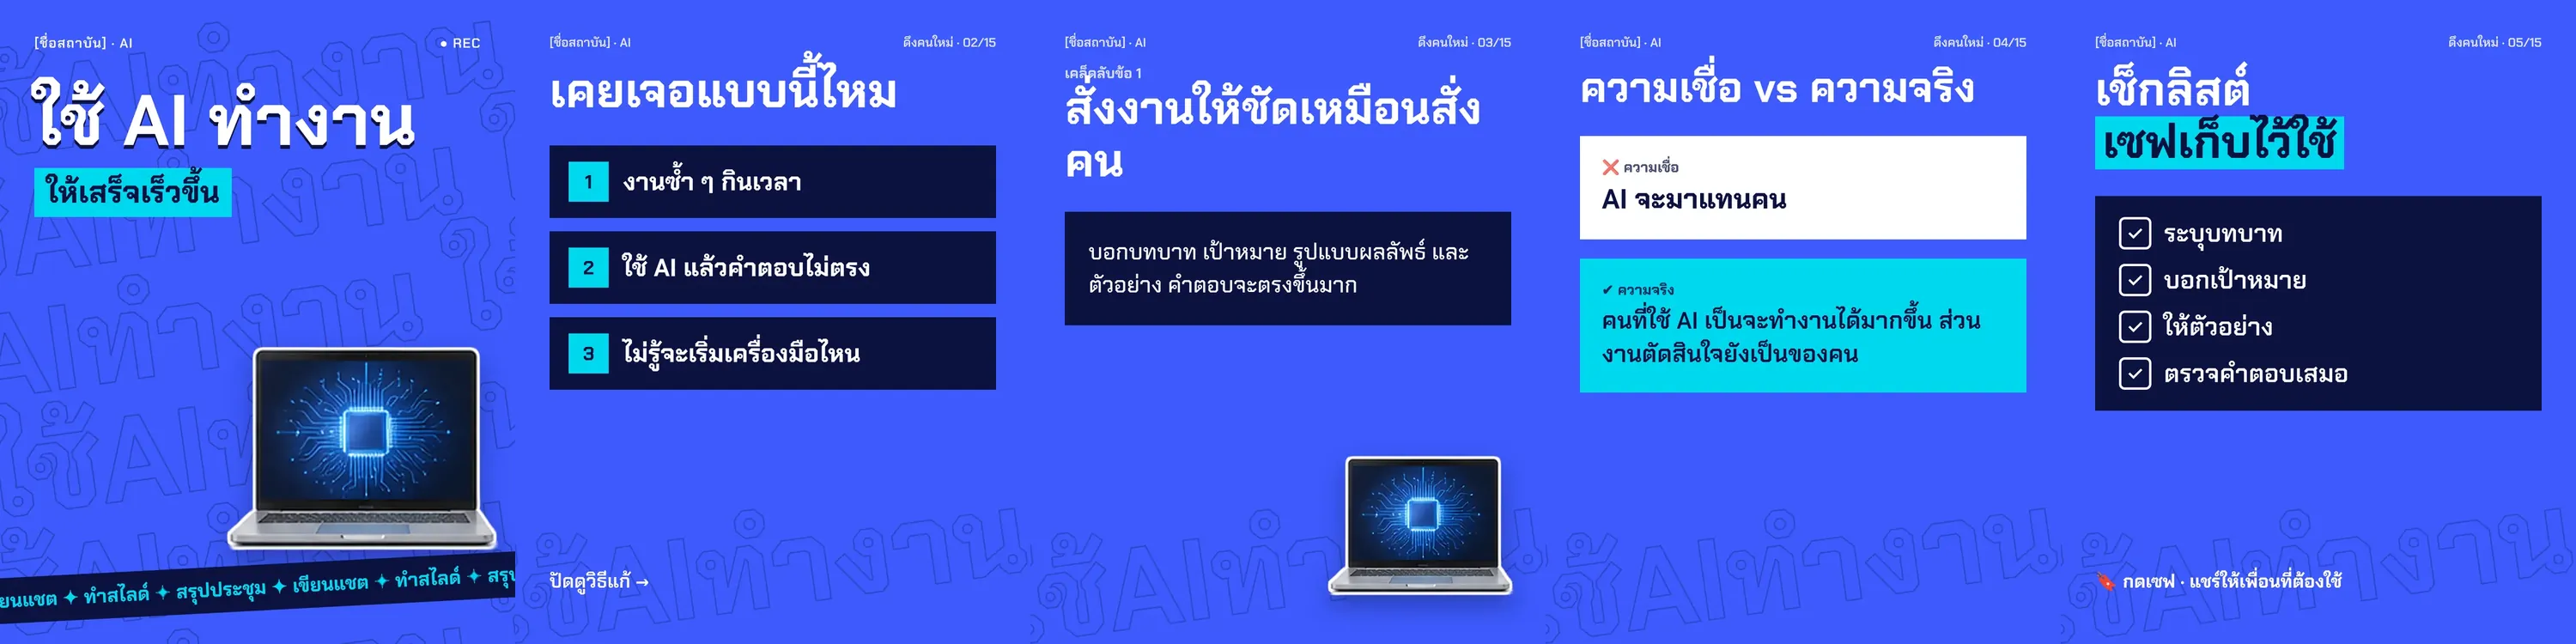 [ชื่อสถาบัน] · AI
REC
ใช้ AI ทำงาน
ให้เสร็จเร็วขึ้น
ยนแชต ✦ ทำสไลด์ ✦ สรุปประชุม ✦ เขียนแชต ✦ ทำสไลด์ ✦ สรุป
[ชื่อสถาบัน] · AI
ดึงคนใหม่ · 02/15
เคยเจอแบบนี้ไหม
1 งานซ้ำ ๆ กินเวลา
2 ใช้ AI แล้วคำตอบไม่ตรง
3 ไม่รู้จะเริ่มเครื่องมือไหน
ปัดดูวิธีแก้ →
[ชื่อสถาบัน] · AI
ดึงคนใหม่ · 03/15
เคล็ดลับข้อ 1
สั่งงานให้ชัดเหมือนสั่ง
คน
บอกบทบาท เป้าหมาย รูปแบบผลลัพธ์ และ
ตัวอย่าง คำตอบจะตรงขึ้นมาก
[ชื่อสถาบัน] · AI
ดึงคนใหม่ · 04/15
ความเชื่อ vs ความจริง
❌ ความเชื่อ
AI จะมาแทนคน
✔ ความจริง
คนที่ใช้ AI เป็นจะทำงานได้มากขึ้น ส่วน
งานตัดสินใจยังเป็นของคน
[ชื่อสถาบัน] · AI
ดึงคนใหม่ · 05/15
เช็กลิสต์
เซฟเก็บไว้ใช้
ระบุบทบาท
บอกเป้าหมาย
ให้ตัวอย่าง
ตรวจคำตอบเสมอ
🔖 กดเซฟ · แชร์ให้เพื่อนที่ต้องใช้